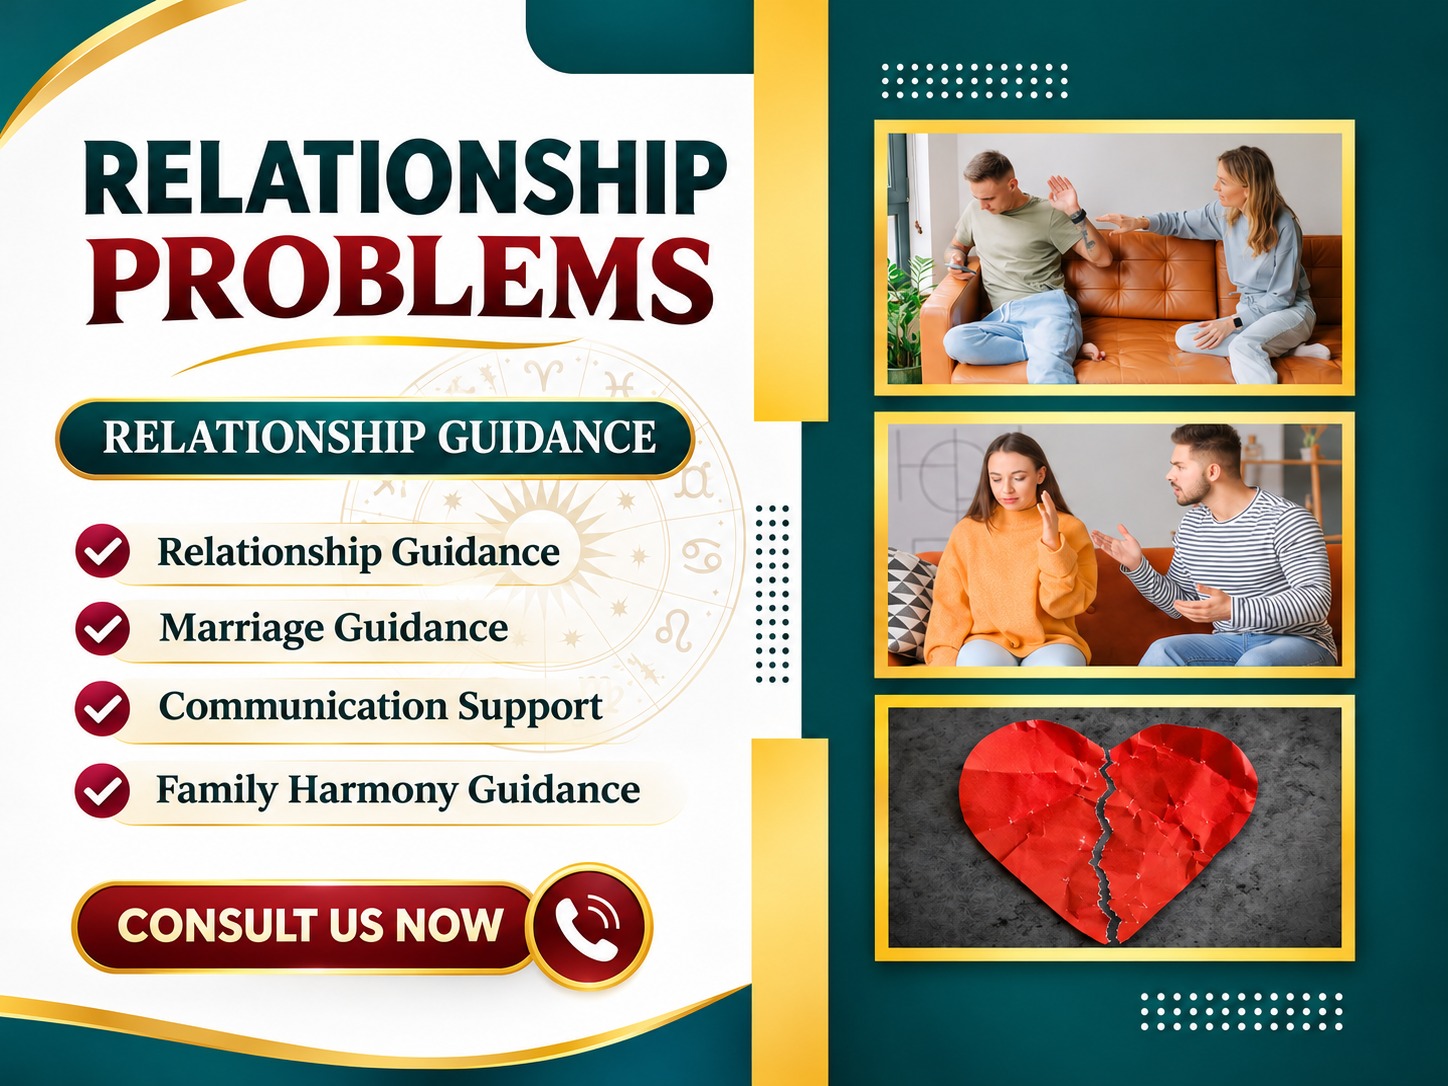 RELATIONSHIP
PROBLEMS
RELATIONSHIP GUIDANCE
Relationship Guidance
Marriage Guidance
Communication Support
Family Harmony Guidance
CONSULT US NOW